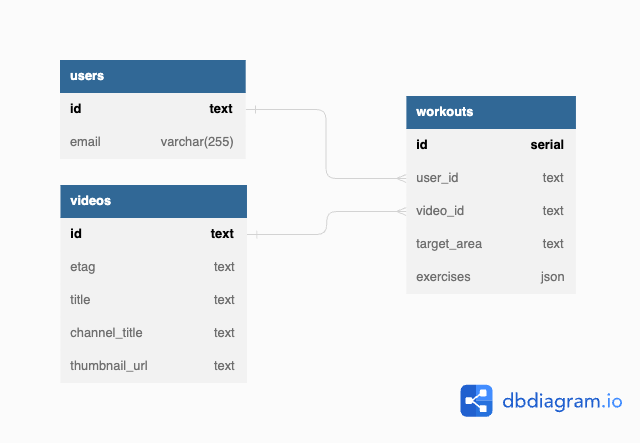 users
id text
email varchar(255)
videos
id text
etag text
title text
channel_title text
thumbnail_url text
workouts
id serial
user_id text
video_id text
target_area text
exercises json
dbdiagram.io